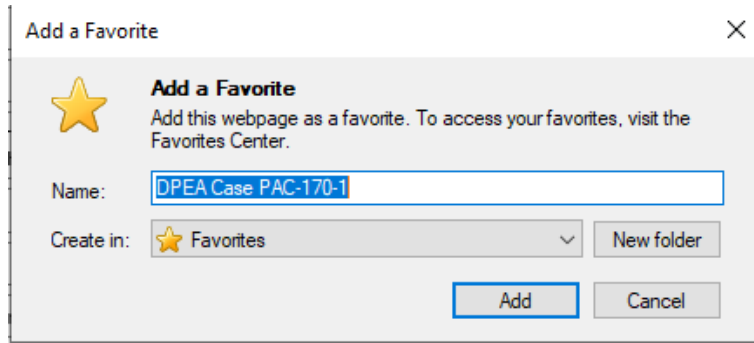 Add a Favorite
Add a Favorite
Add this webpage as a favorite. To access your favorites, visit the
Favorites Center.
Name: DPEA Case PAC-170-1
Create in: Favorites New folder
Add Cancel